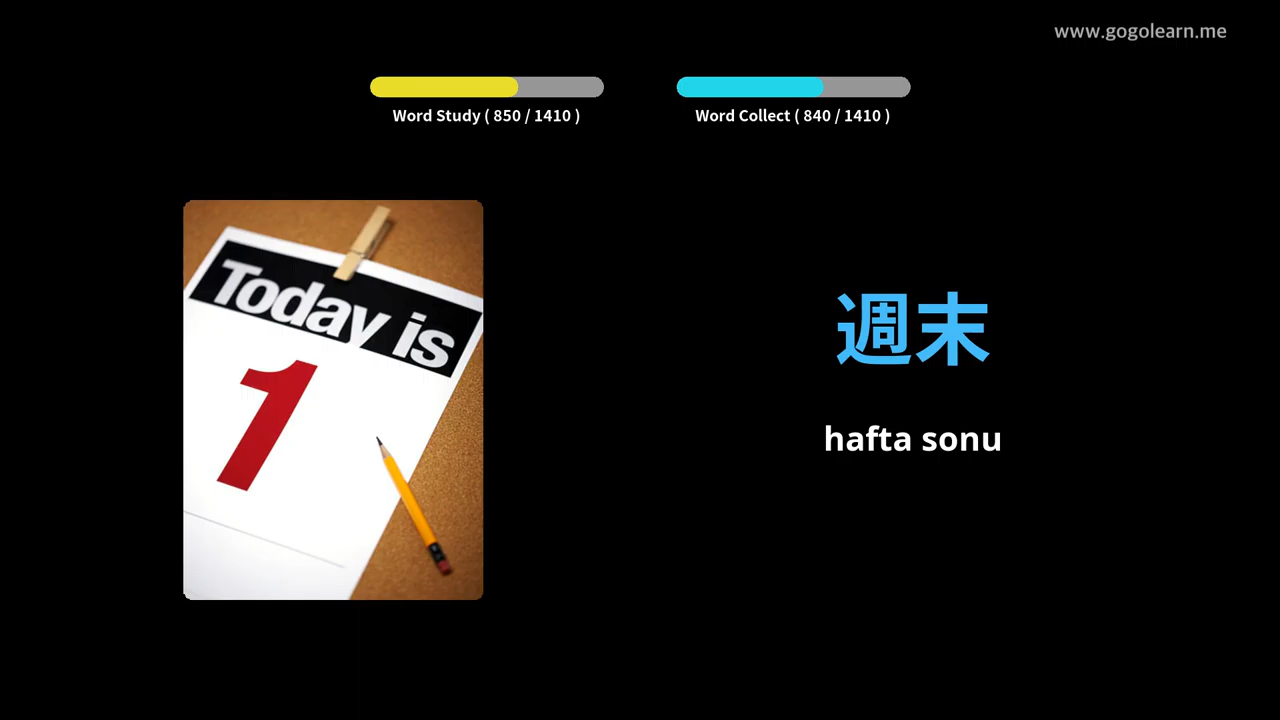 www.gogolearn.me
Word Study ( 850 / 1410 )
Word Collect ( 840 / 1410 )
Today is
1
週末
hafta sonu